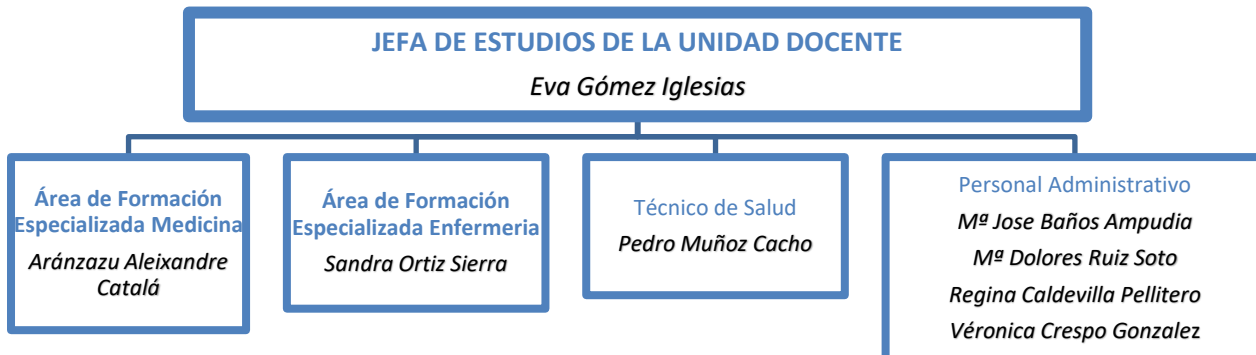 JEFA DE ESTUDIOS DE LA UNIDAD DOCENTE
Eva Gómez Iglesias
Área de Formación
Especializada Medicina
Aránzazu Aleixandre
Catalá
Área de Formación
Especializada Enfermeria
Sandra Ortiz Sierra
Técnico de Salud
Pedro Muñoz Cacho
Personal Administrativo
Mª Jose Baños Ampudia
Mª Dolores Ruiz Soto
Regina Caldevilla Pellitero
Véronica Crespo Gonzalez